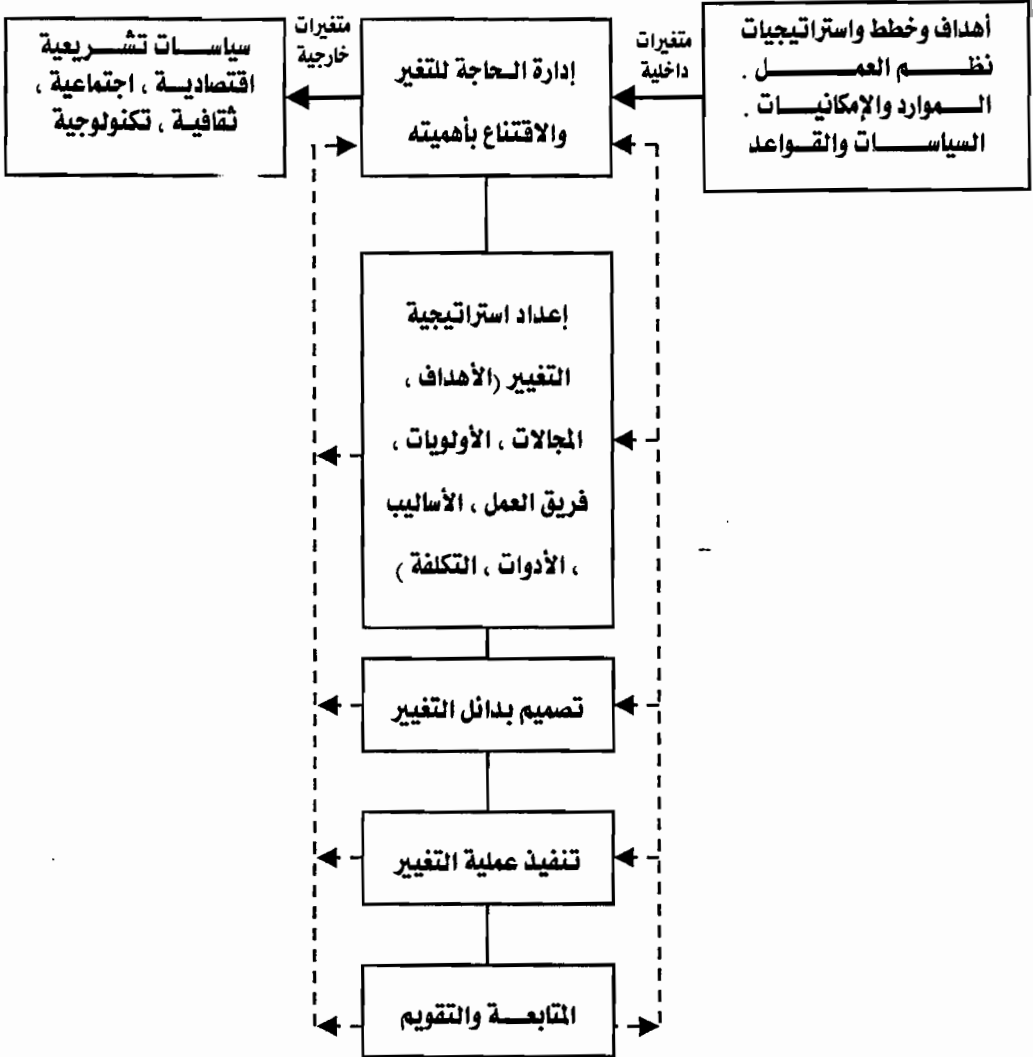 أهداف وخطط واستراتيجيات
نظم العمل .
الموارد والإمكانيات .
السياسات والقواعد
متغيرات
داخلية
إدارة الحاجة للتغير
والاقتناع بأهميته
متغيرات
خارجية
سياسات تشريعية
اقتصادية ، اجتماعية ،
ثقافية ، تكنولوجية
إعداد استراتيجية
التغيير (الأهداف ،
المجالات ، الأولويات ،
فريق العمل ، الأساليب
، الأدوات ، التكلفة )
تصميم بدائل التغيير
تنفيذ عملية التغيير
المتابعة والتقويم